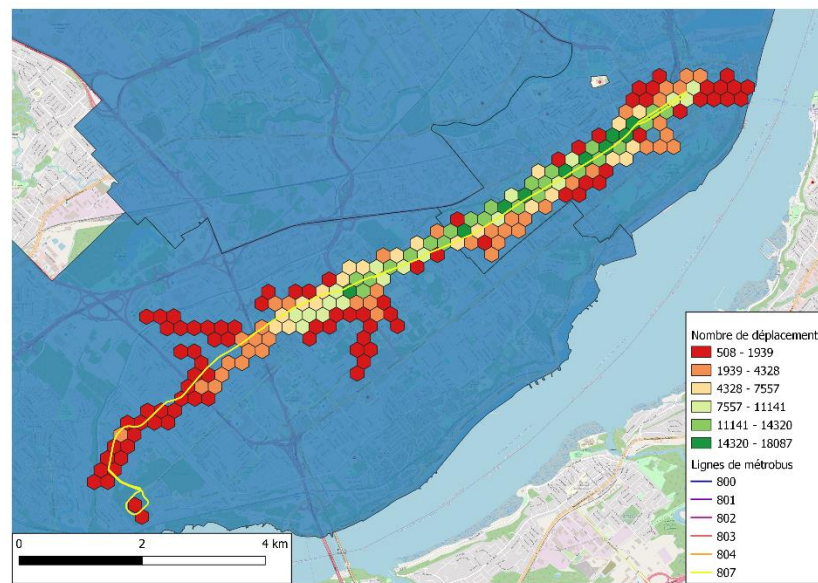 Nombre de déplacement
508 - 1939
1939 - 4328
4328 - 7557
7557 - 11141
11141 - 14320
14320 - 18087
Lignes de métrobus
800
801
802
803
804
807
0 2 4 km